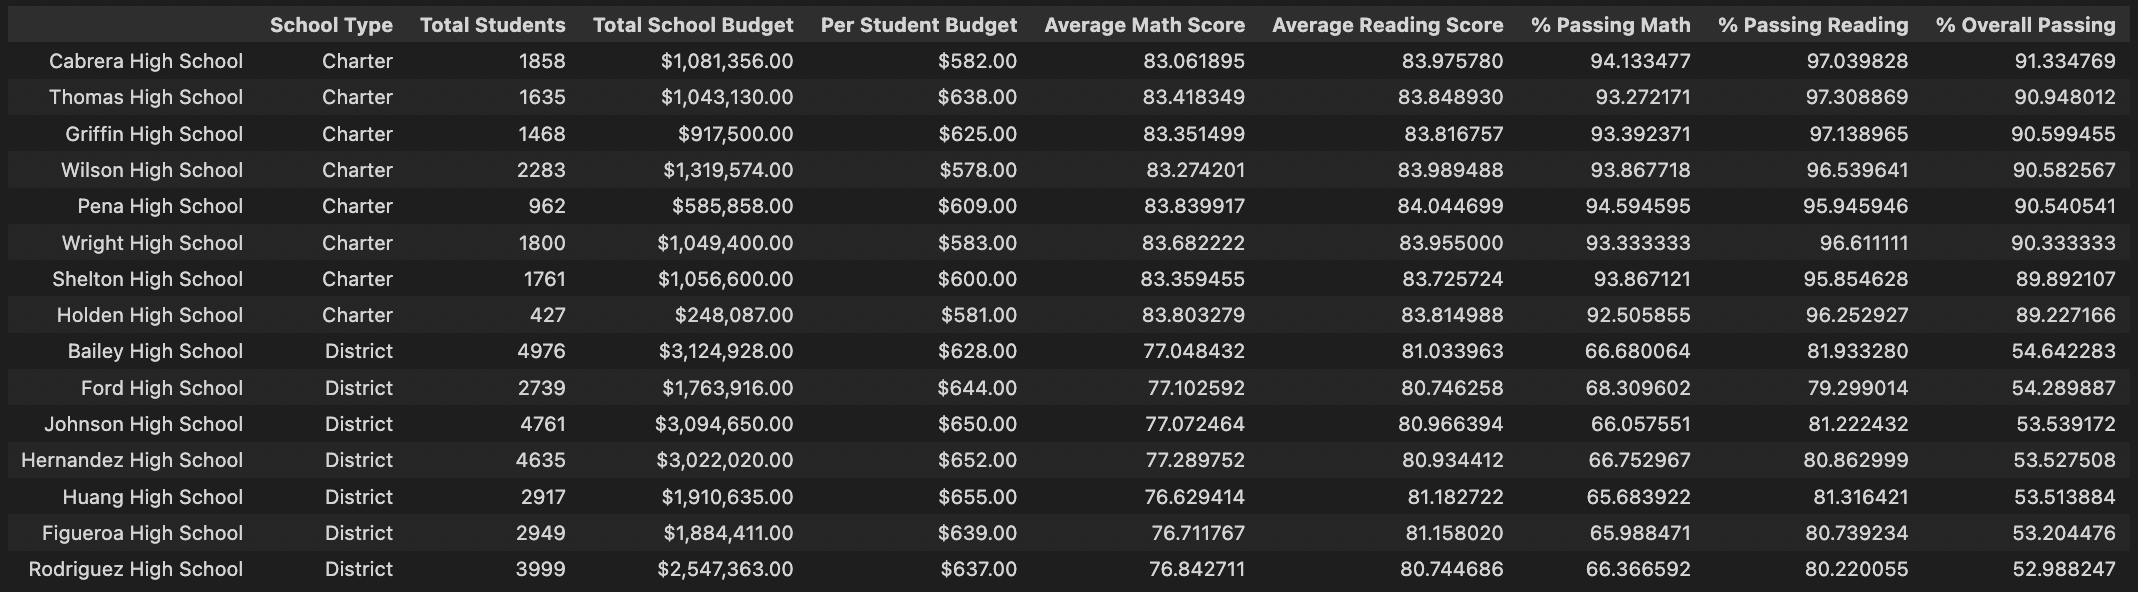 School Type Total Students Total School Budget Per Student Budget Average Math Score Average Reading Score % Passing Math % Passing Reading % Overall Passing
Cabrera High School Charter 1858 $1,081,356.00 $582.00 83.061895 83.975780 94.133477 97.039828 91.334769
Thomas High School Charter 1635 $1,043,130.00 $638.00 83.418349 83.848930 93.272171 97.308869 90.948012
Griffin High School Charter 1468 $917,500.00 $625.00 83.351499 83.816757 93.392371 97.138965 90.599455
Wilson High School Charter 2283 $1,319,574.00 $578.00 83.274201 83.989488 93.867718 96.539641 90.582567
Pena High School Charter 962 $585,858.00 $609.00 83.839917 84.044699 94.594595 95.945946 90.540541
Wright High School Charter 1800 $1,049,400.00 $583.00 83.682222 83.955000 93.333333 96.611111 90.333333
Shelton High School Charter 1761 $1,056,600.00 $600.00 83.359455 83.725724 93.867121 95.854628 89.892107
Holden High School Charter 427 $248,087.00 $581.00 83.803279 83.814988 92.505855 96.252927 89.227166
Bailey High School District 4976 $3,124,928.00 $628.00 77.048432 81.033963 66.680064 81.933280 54.642283
Ford High School District 2739 $1,763,916.00 $644.00 77.102592 80.746258 68.309602 79.299014 54.289887
Johnson High School District 4761 $3,094,650.00 $650.00 77.072464 80.966394 66.057551 81.222432 53.539172
Hernandez High School District 4635 $3,022,020.00 $652.00 77.289752 80.934412 66.752967 80.862999 53.527508
Huang High School District 2917 $1,910,635.00 $655.00 76.629414 81.182722 65.683922 81.316421 53.513884
Figueroa High School District 2949 $1,884,411.00 $639.00 76.711767 81.158020 65.988471 80.739234 53.204476
Rodriguez High School District 3999 $2,547,363.00 $637.00 76.842711 80.744686 66.366592 80.220055 52.988247